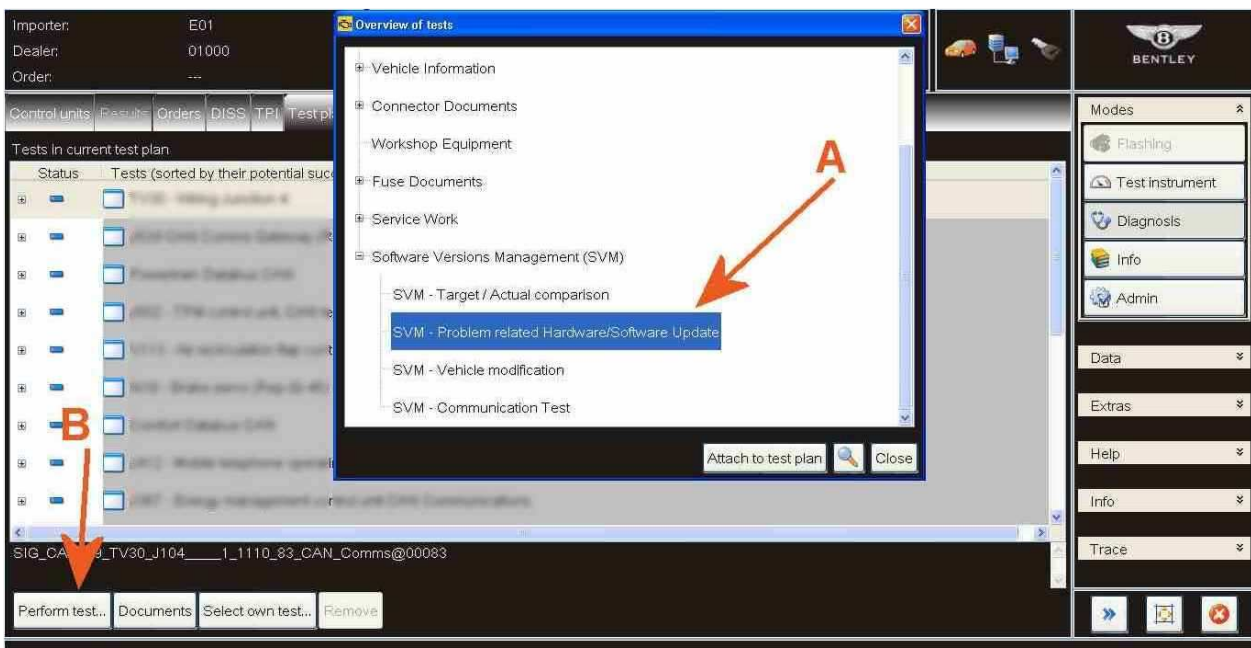 Importer: E01
Dealer: 01000
Order: ---
BENTLEY
Control units Results Orders DISS TPI Test pl
Tests in current test plan
Status Tests (sorted by their potential succ
Overview of tests
Vehicle Information
Connector Documents
Workshop Equipment
Fuse Documents
Service Work
Software Versions Management (SVM)
SVM - Target / Actual comparison
SVM - Problem related Hardware/Software Update
SVM - Vehicle modification
SVM - Communication Test
Attach to test plan Close
A
B
_TV30_J104____1_1110_83_CAN_Comms@00083
Perform test... Documents Select own test... Remove
Modes
Flashing
Test instrument
Diagnosis
Info
Admin
Data
Extras
Help
Info
Trace